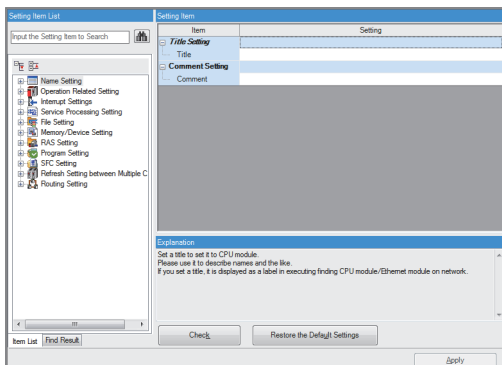 Setting Item List
Input the Setting Item to Search
Name Setting
Operation Related Setting
Interrupt Settings
Service Processing Setting
File Setting
Memory/Device Setting
RAS Setting
Program Setting
SFC Setting
Refresh Setting between Multiple C
Routing Setting
Item List
Find Result
Setting Item
Item
Setting
Title Setting
Title
Comment Setting
Comment
Explanation
Set a title to set it to CPU module.
Please use it to describe names and the like.
If you set a title, it is displayed as a label in executing finding CPU module/Ethernet module on network.
Check
Restore the Default Settings
Apply